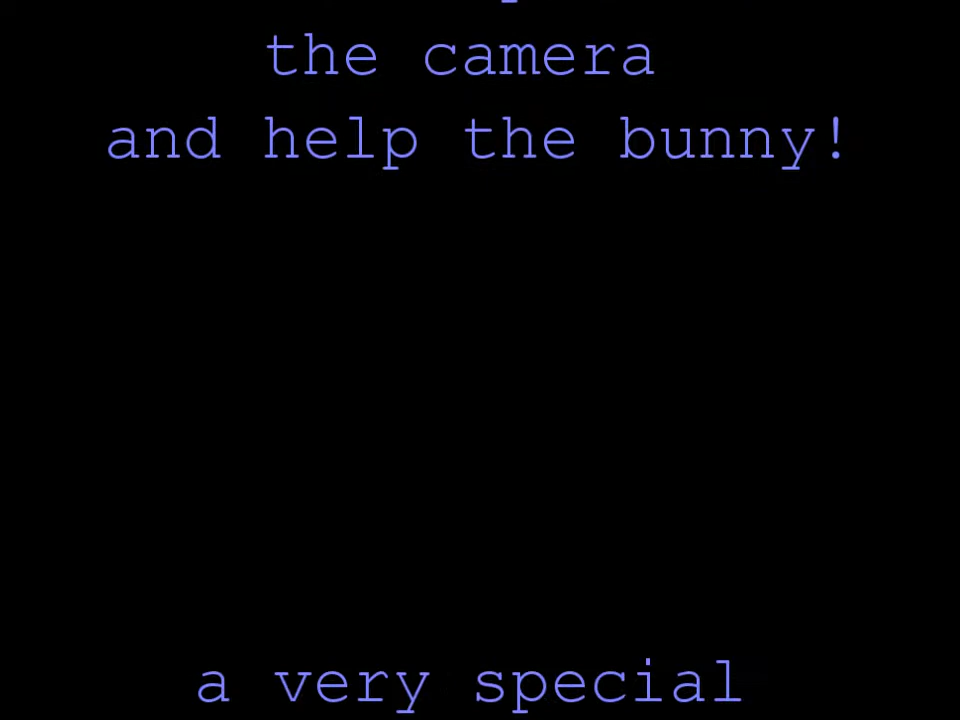 the camera
and help the bunny!
a very special